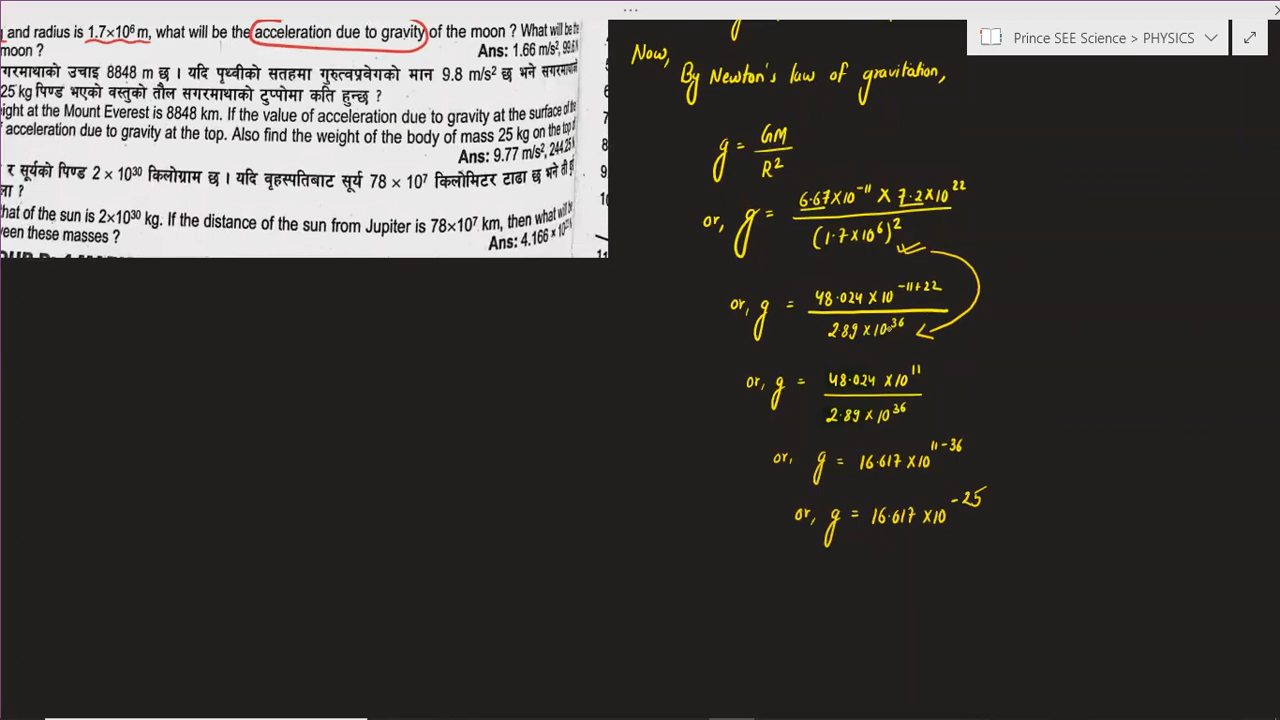 and radius is 1.7×10⁶ m, what will be the acceleration due to gravity of the moon ? What will be the
moon ?
Ans: 1.66 m/s², 99.6
गरमाथाको उचाइ 8848 m छ । यदि पृथ्वीको सतहमा गुरुत्वप्रवेगको मान 9.8 m/s² छ भने सगरमाथाको
25 kg पिण्ड भएको वस्तुको तौल सगरमाथाको टुप्पोमा कति हुन्छ ?
ight at the Mount Everest is 8848 km. If the value of acceleration due to gravity at the surface of the
acceleration due to gravity at the top. Also find the weight of the body of mass 25 kg on the top of
Ans: 9.77 m/s², 244.25
र सूर्यको पिण्ड 2 × 10³⁰ किलोग्राम छ । यदि वृहस्पतिबाट सूर्य 78 × 10⁷ किलोमिटर टाढा छ भने ती दुई
ला ?
hat of the sun is 2×10³⁰ kg. If the distance of the sun from Jupiter is 78×10⁷ km, then what will be
een these masses ?
Ans: 4.166 × 10
Prince SEE Science > PHYSICS
Now,
By Newton's law of gravitation,
g = GM / R²
or, g = 6.67×10⁻¹¹ × 7.2×10²² / (1.7×10⁶)²
or, g = 48.024×10⁻¹¹⁺²² / 2.89×10³⁶
or, g = 48.024×10¹¹ / 2.89×10³⁶
or, g = 16.617×10¹¹⁻³⁶
or, g = 16.617×10⁻²⁵